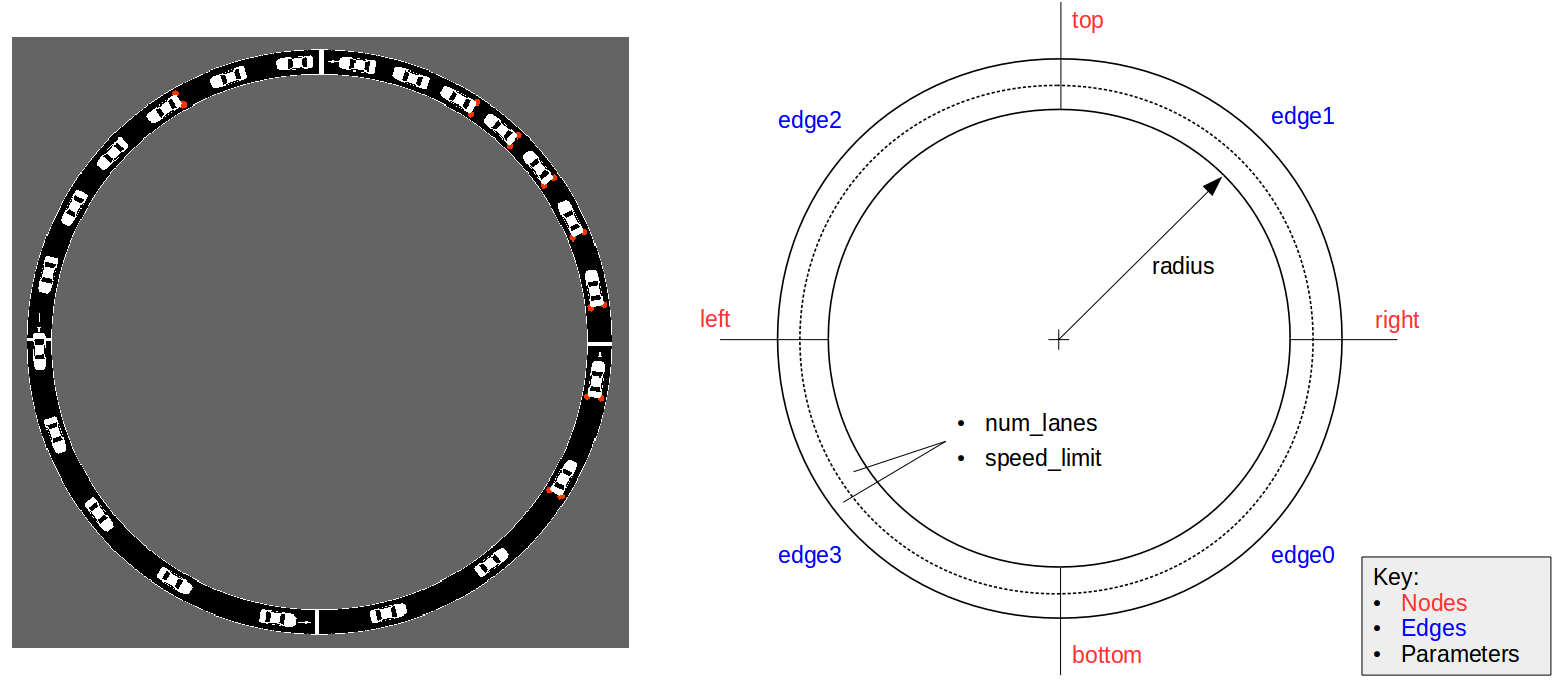 top
edge2
edge1
radius
left
right
• num_lanes
• speed_limit
edge3
edge0
bottom
Key:
• Nodes
• Edges
• Parameters